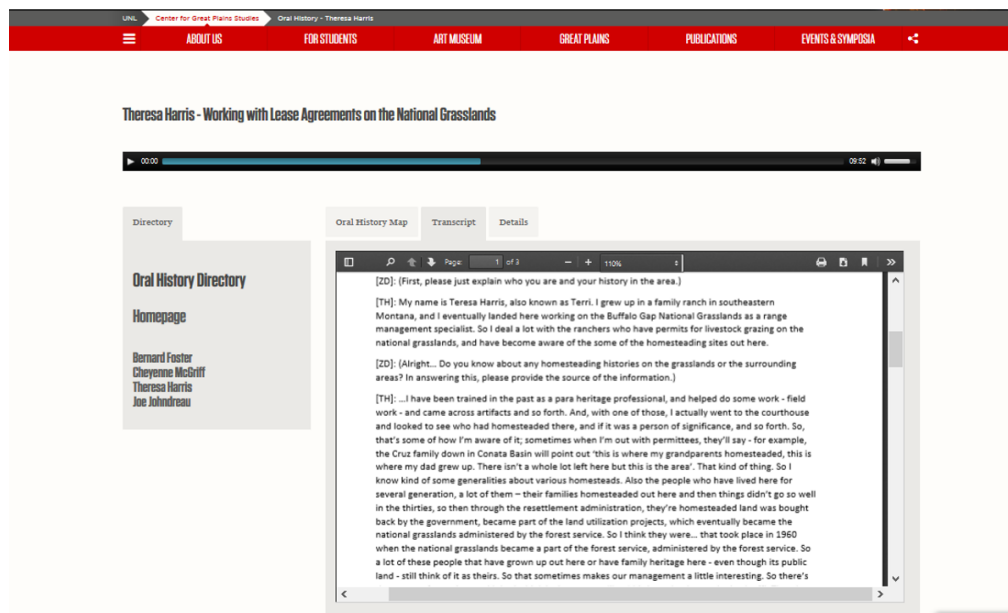 UNL Center for Great Plains Studies Oral History - Theresa Harris
ABOUT US FOR STUDENTS ART MUSEUM GREAT PLAINS PUBLICATIONS EVENTS & SYMPOSIA
Theresa Harris - Working with Lease Agreements on the National Grasslands
00:00 09:52
Directory
Oral History Directory
Homepage
Bernard Foster
Cheyenne McGriff
Theresa Harris
Joe Johndreau
Oral History Map Transcript Details
Page: 1 of 3 110%
[ZD]: (First, please just explain who you are and your history in the area.)
[TH]: My name is Teresa Harris, also known as Terri. I grew up in a family ranch in southeastern
Montana, and I eventually landed here working on the Buffalo Gap National Grasslands as a range
management specialist. So I deal a lot with the ranchers who have permits for livestock grazing on the
national grasslands, and have become aware of the some of the homesteading sites out here.
[ZD]: (Alright... Do you know about any homesteading histories on the grasslands or the surrounding
areas? In answering this, please provide the source of the information.)
[TH]: ...I have been trained in the past as a para heritage professional, and helped do some work - field
work - and came across artifacts and so forth. And, with one of those, I actually went to the courthouse
and looked to see who had homesteaded there, and if it was a person of significance, and so forth. So,
that's some of how I'm aware of it; sometimes when I'm out with permittees, they'll say - for example,
the Cruz family down in Conata Basin will point out 'this is where my grandparents homesteaded, this is
where my dad grew up. There isn't a whole lot left here but this is the area'. That kind of thing. So I
know kind of some generalities about various homesteads. Also the people who have lived here for
several generation, a lot of them – their families homesteaded out here and then things didn't go so well
in the thirties, so then through the resettlement administration, they're homesteaded land was bought
back by the government, became part of the land utilization projects, which eventually became the
national grasslands administered by the forest service. So I think they were... that took place in 1960
when the national grasslands became a part of the forest service, administered by the forest service. So
a lot of these people that have grown up out here or have family heritage here - even though its public
land - still think of it as theirs. So that sometimes makes our management a little interesting. So there's